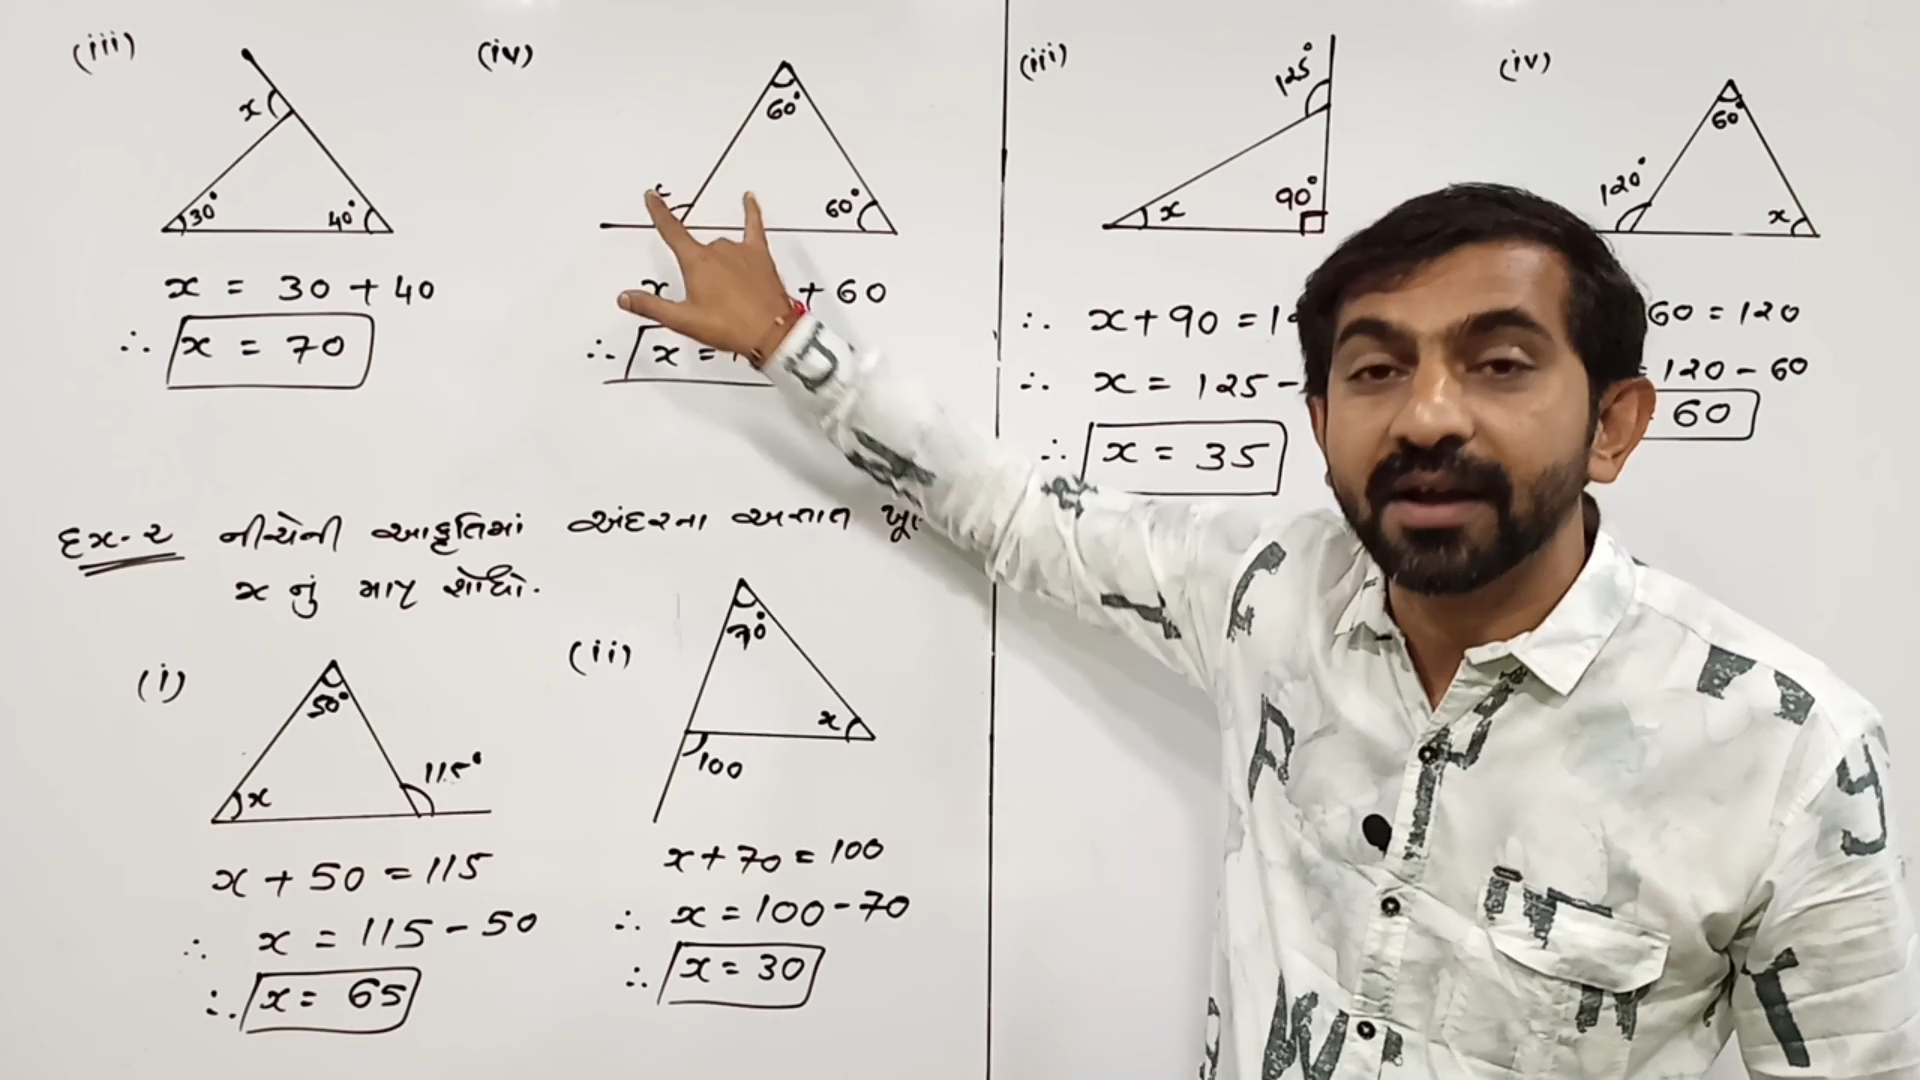 (iii)
x
30°
40°
x = 30 + 40
∴ x = 70
(iv)
60°
60°
x + 60
∴ x =
Ex-2 નીચેની આકૃતિમાં અંદરના અજ્ઞાત
x નું માપ શોધો.
(i)
50°
x
115°
x + 50 = 115
∴ x = 115 - 50
∴ x = 65
(ii)
70°
x
100
x + 70 = 100
∴ x = 100 - 70
∴ x = 30
(iii)
125°
x
90°
∴ x + 90 = 1
∴ x = 125 -
∴ x = 35
(iv)
60°
120°
x
60 = 120
120 - 60
60